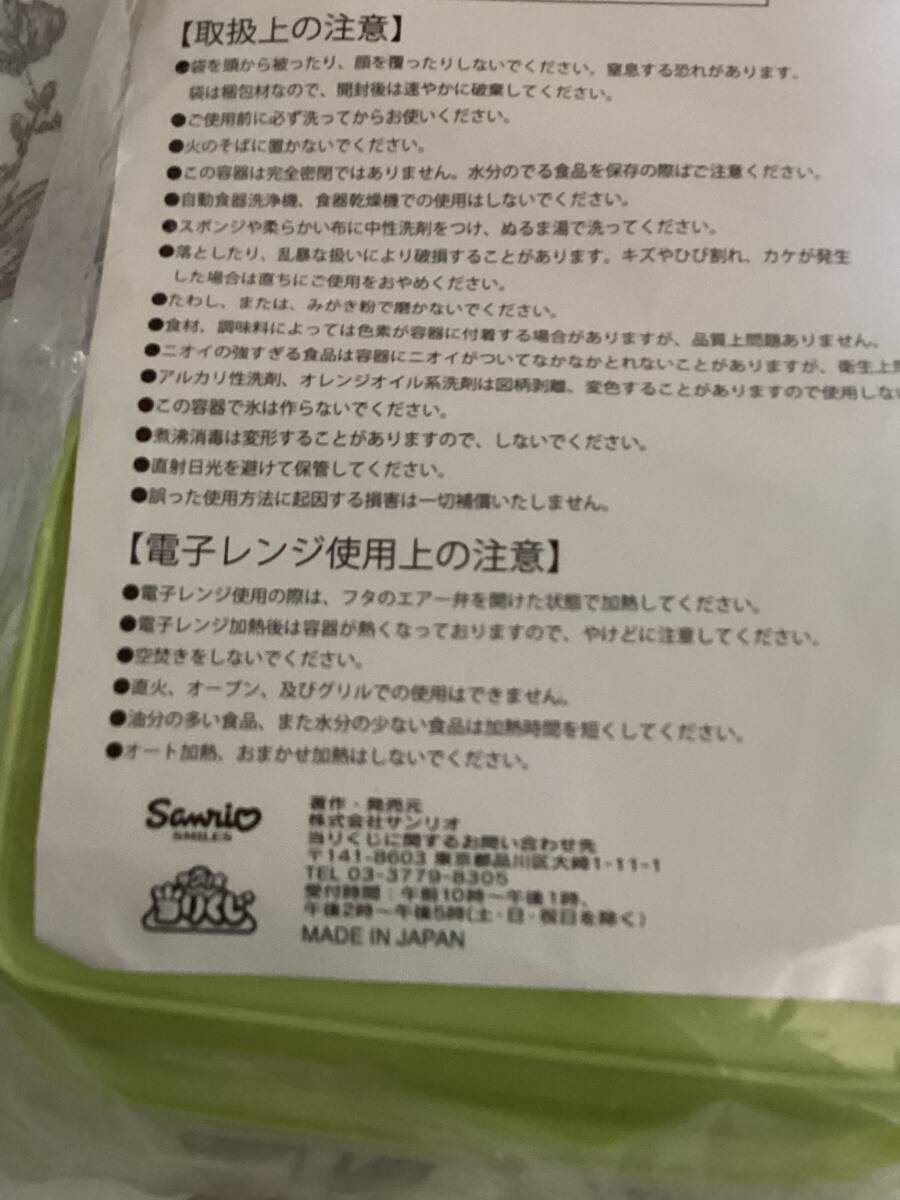 【取扱上の注意】
●袋を頭から被ったり、顔を覆ったりしないでください。窒息する恐れがあります。
袋は梱包材なので、開封後は速やかに破棄してください。
●ご使用前に必ず洗ってからお使いください。
●火のそばに置かないでください。
●この容器は完全密閉ではありません。水分のでる食品を保存の際はご注意ください。
●自動食器洗浄機、食器乾燥機での使用はしないでください。
●スポンジや柔らかい布に中性洗剤をつけ、ぬるま湯で洗ってください。
●落としたり、乱暴な扱いにより破損することがあります。キズやひび割れ、カケが発生
した場合は直ちにご使用をおやめください。
●たわし、または、みがき粉で磨かないでください。
●食材、調味料によっては色素が容器に付着する場合がありますが、品質上問題ありません。
●ニオイの強すぎる食品は容器にニオイがついてなかなかとれないことがありますが、衛生上
●アルカリ性洗剤、オレンジオイル系洗剤は図柄剥離、変色することがありますので使用しない
●この容器で氷は作らないでください。
●煮沸消毒は変形することがありますので、しないでください。
●直射日光を避けて保管してください。
●誤った使用方法に起因する損害は一切補償いたしません。
【電子レンジ使用上の注意】
●電子レンジ使用の際は、フタのエアー弁を開けた状態で加熱してください。
●電子レンジ加熱後は容器が熱くなっておりますので、やけどに注意してください。
●空焚きをしないでください。
●直火、オーブン、及びグリルでの使用はできません。
●油分の多い食品、また水分の少ない食品は加熱時間を短くしてください。
●オート加熱、おまかせ加熱はしないでください。
Sanrio
SMILES
当りくじ
著作・発売元
株式会社サンリオ
当りくじに関するお問い合わせ先
〒141-8603 東京都品川区大崎1-11-1
TEL 03-3779-8305
受付時間：午前10時〜午後1時、
午後2時〜午後5時(土・日・祝日を除く)
MADE IN JAPAN